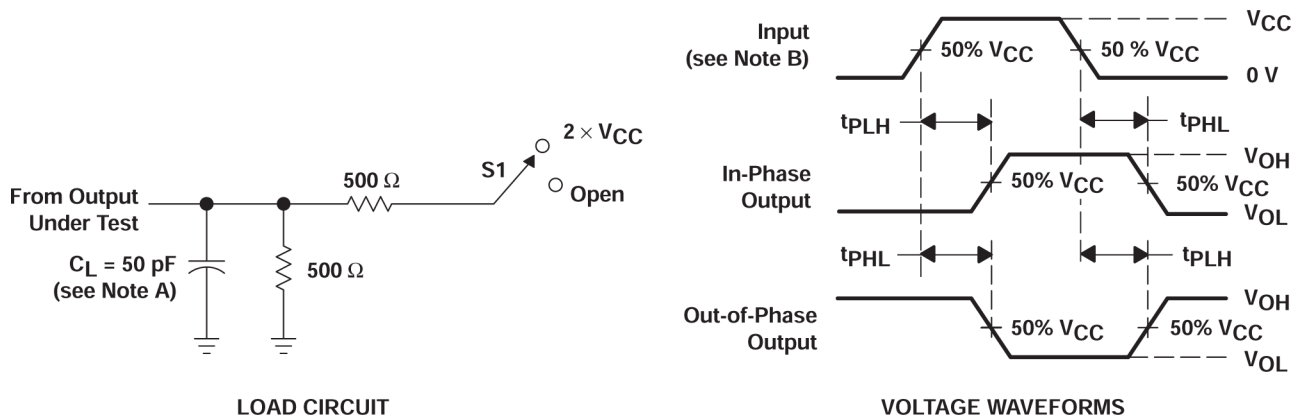 From Output
Under Test
C_L = 50 pF
(see Note A)
500 Ω
500 Ω
S1
2 × V_CC
Open
LOAD CIRCUIT
Input
(see Note B)
50% V_CC
50 % V_CC
V_CC
0 V
t_PLH
t_PHL
In-Phase
Output
50% V_CC
50% V_CC
V_OH
V_OL
t_PHL
t_PLH
Out-of-Phase
Output
50% V_CC
50% V_CC
V_OH
V_OL
VOLTAGE WAVEFORMS